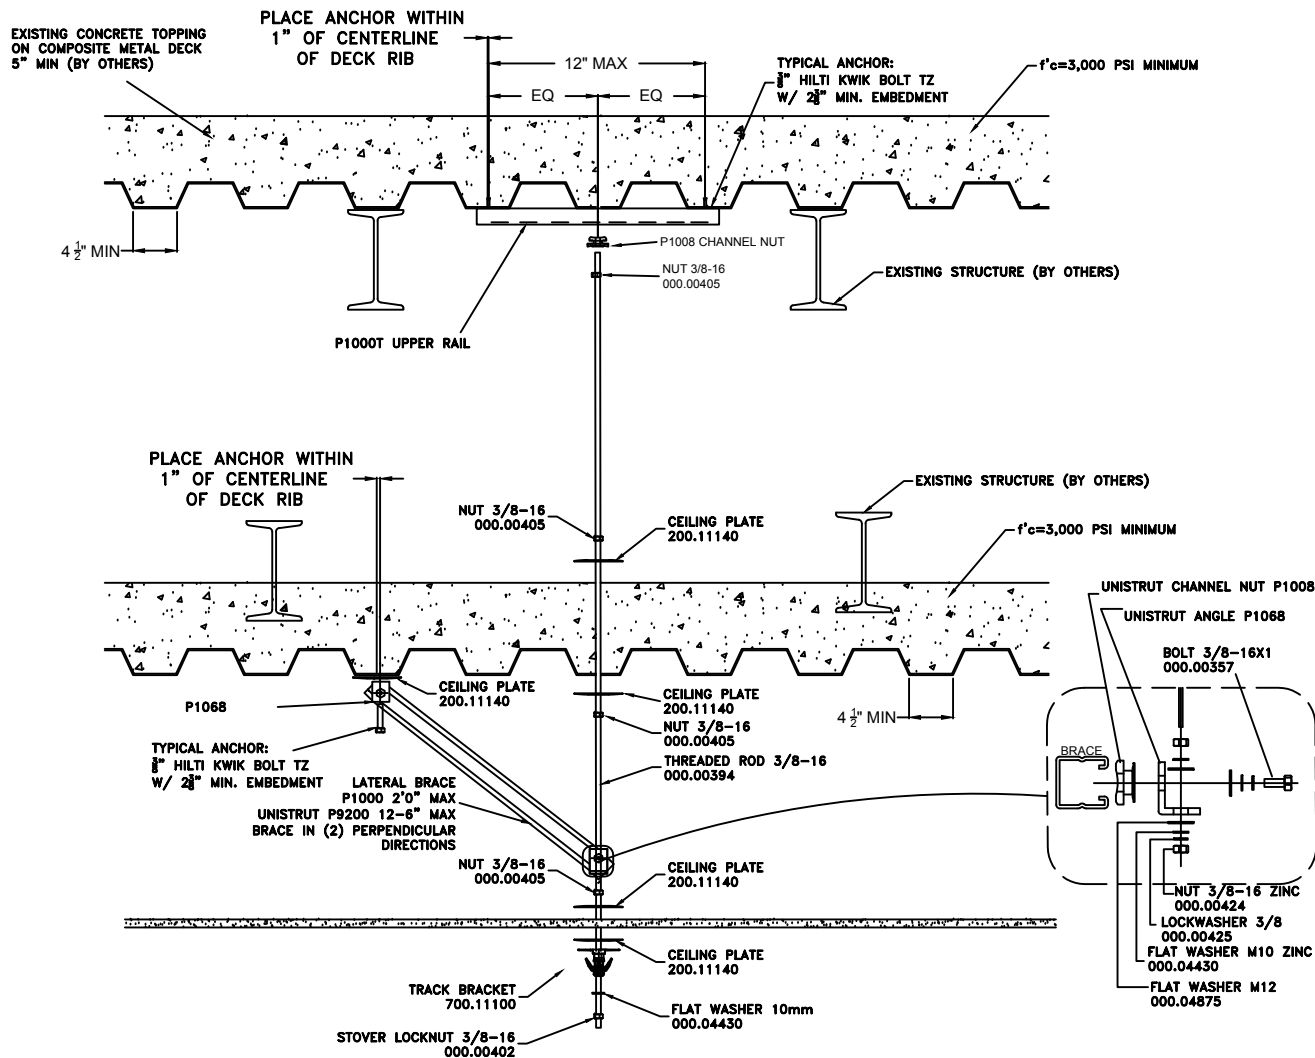 EXISTING CONCRETE TOPPING
ON COMPOSITE METAL DECK
5" MIN (BY OTHERS)
PLACE ANCHOR WITHIN
1" OF CENTERLINE
OF DECK RIB
12" MAX
EQ
EQ
TYPICAL ANCHOR:
3/8" HILTI KWIK BOLT TZ
W/ 2 3/8" MIN. EMBEDMENT
f'c=3,000 PSI MINIMUM
4 1/2" MIN
P1008 CHANNEL NUT
NUT 3/8-16
000.00405
EXISTING STRUCTURE (BY OTHERS)
P1000T UPPER RAIL
PLACE ANCHOR WITHIN
1" OF CENTERLINE
OF DECK RIB
NUT 3/8-16
000.00405
CEILING PLATE
200.11140
EXISTING STRUCTURE (BY OTHERS)
f'c=3,000 PSI MINIMUM
UNISTRUT CHANNEL NUT P1008
UNISTRUT ANGLE P1068
BOLT 3/8-16X1
000.00357
CEILING PLATE
200.11140
P1068
CEILING PLATE
200.11140
NUT 3/8-16
000.00405
4 1/2" MIN
TYPICAL ANCHOR:
3/8" HILTI KWIK BOLT TZ
W/ 2 3/8" MIN. EMBEDMENT
THREADED ROD 3/8-16
000.00394
BRACE
LATERAL BRACE
P1000 2'0" MAX
UNISTRUT P9200 12-6" MAX
BRACE IN (2) PERPENDICULAR
DIRECTIONS
NUT 3/8-16
000.00405
CEILING PLATE
200.11140
NUT 3/8-16 ZINC
000.00424
LOCKWASHER 3/8
000.00425
FLAT WASHER M10 ZINC
000.04430
FLAT WASHER M12
000.04875
CEILING PLATE
200.11140
TRACK BRACKET
700.11100
FLAT WASHER 10mm
000.04430
STOVER LOCKNUT 3/8-16
000.00402